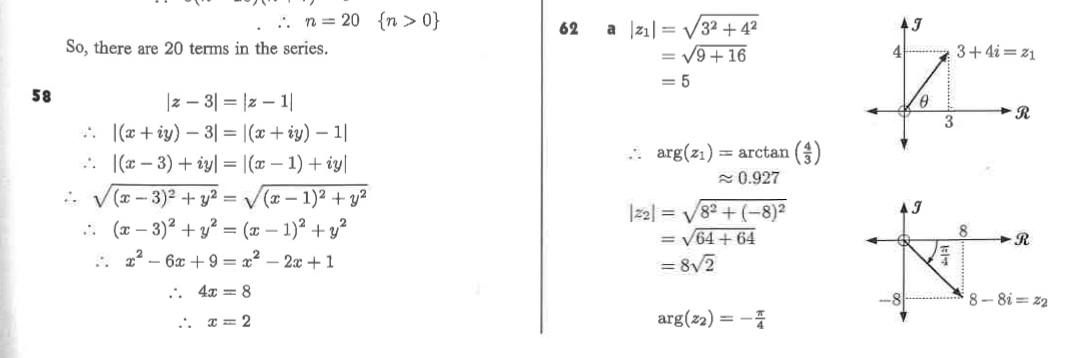 ∴ n = 20 {n > 0}
So, there are 20 terms in the series.
58
|z − 3| = |z − 1|
∴ |(x + iy) − 3| = |(x + iy) − 1|
∴ |(x − 3) + iy| = |(x − 1) + iy|
∴ √((x − 3)² + y²) = √((x − 1)² + y²)
∴ (x − 3)² + y² = (x − 1)² + y²
∴ x² − 6x + 9 = x² − 2x + 1
∴ 4x = 8
∴ x = 2
62 a |z₁| = √(3² + 4²)
= √(9 + 16)
= 5
∴ arg(z₁) = arctan (4/3)
≈ 0.927
|z₂| = √(8² + (−8)²)
= √(64 + 64)
= 8√2
arg(z₂) = −π/4
ℐ
4
3 + 4i = z₁
θ
3
ℛ
ℐ
8
ℛ
π/4
−8
8 − 8i = z₂